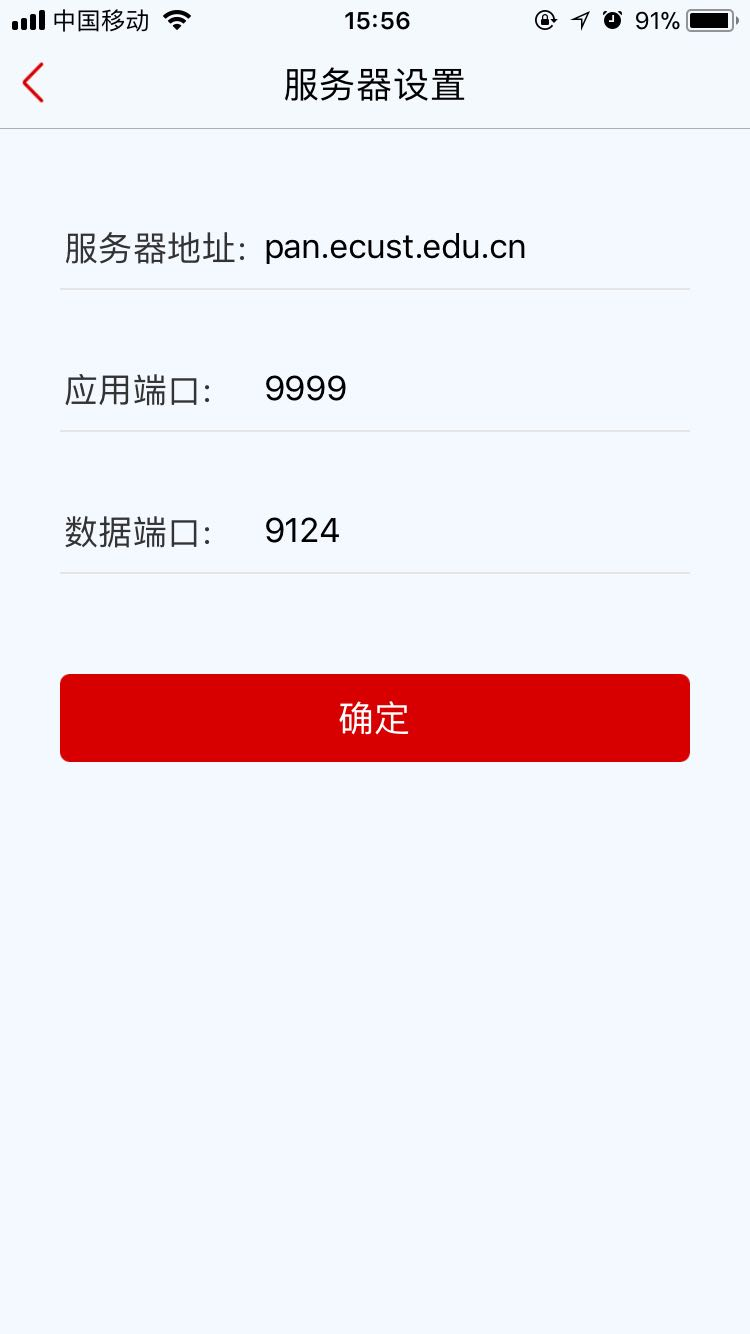 中国移动 15:56 91%
服务器设置
服务器地址: pan.ecust.edu.cn
应用端口: 9999
数据端口: 9124
确定